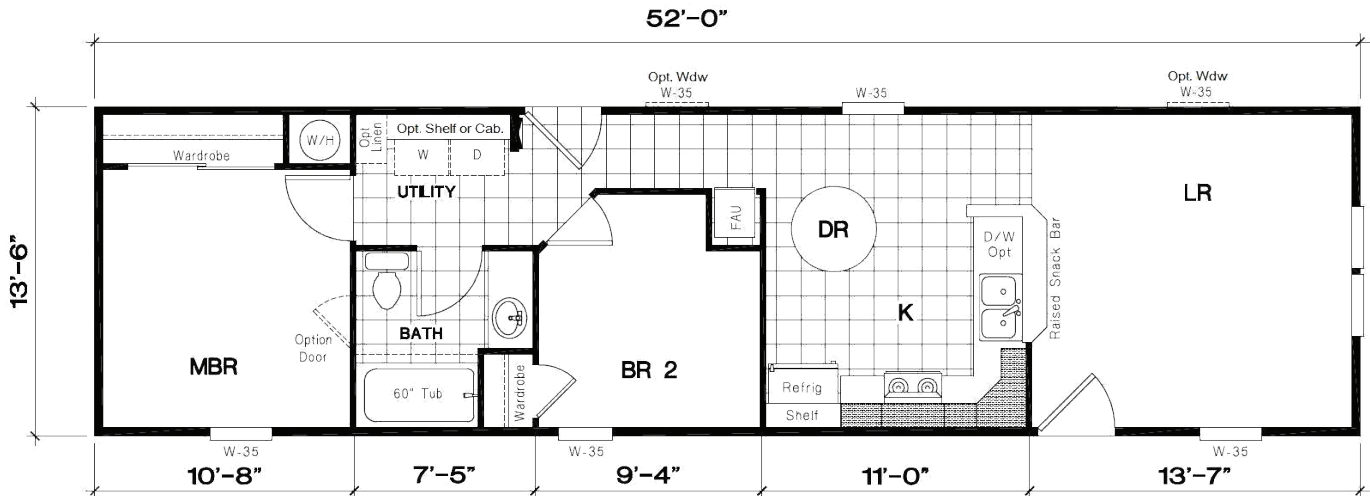 52'-0"
Opt. Wdw
W-35
W-35
Opt. Wdw
W-35
13'-6"
Wardrobe
W/H
Opt
Linen
Opt. Shelf or Cab.
W
D
UTILITY
FAU
DR
LR
D/W
Opt
Raised Snack Bar
K
BATH
Option
Door
MBR
BR 2
60" Tub
Wardrobe
Refrig
Shelf
W-35
W-35
W-35
10'-8"
7'-5"
9'-4"
11'-0"
13'-7"